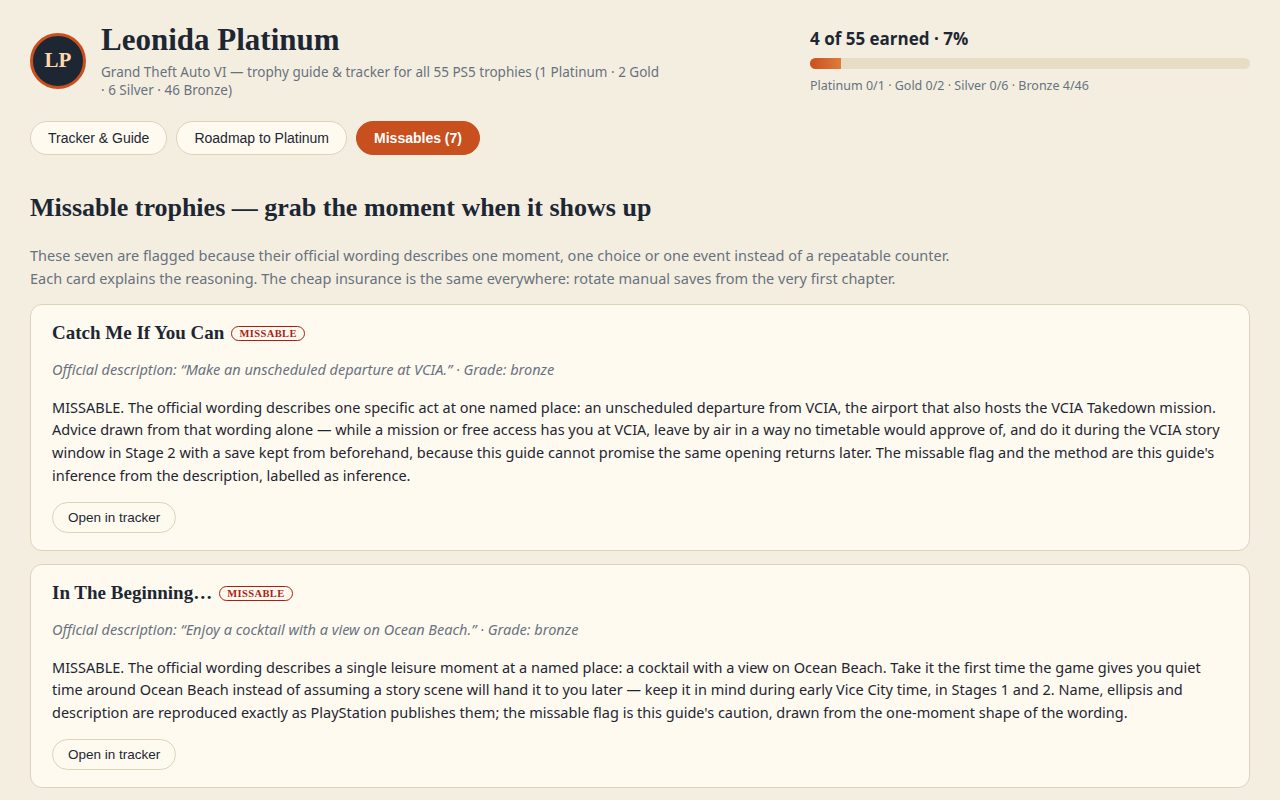 LP
Leonida Platinum
Grand Theft Auto VI — trophy guide & tracker for all 55 PS5 trophies (1 Platinum · 2 Gold
· 6 Silver · 46 Bronze)
4 of 55 earned · 7%
Platinum 0/1 · Gold 0/2 · Silver 0/6 · Bronze 4/46
Tracker & Guide
Roadmap to Platinum
Missables (7)
Missable trophies — grab the moment when it shows up
These seven are flagged because their official wording describes one moment, one choice or one event instead of a repeatable counter.
Each card explains the reasoning. The cheap insurance is the same everywhere: rotate manual saves from the very first chapter.
Catch Me If You Can MISSABLE
Official description: “Make an unscheduled departure at VCIA.” · Grade: bronze
MISSABLE. The official wording describes one specific act at one named place: an unscheduled departure from VCIA, the airport that also hosts the VCIA Takedown mission.
Advice drawn from that wording alone — while a mission or free access has you at VCIA, leave by air in a way no timetable would approve of, and do it during the VCIA story
window in Stage 2 with a save kept from beforehand, because this guide cannot promise the same opening returns later. The missable flag and the method are this guide's
inference from the description, labelled as inference.
Open in tracker
In The Beginning… MISSABLE
Official description: “Enjoy a cocktail with a view on Ocean Beach.” · Grade: bronze
MISSABLE. The official wording describes a single leisure moment at a named place: a cocktail with a view on Ocean Beach. Take it the first time the game gives you quiet
time around Ocean Beach instead of assuming a story scene will hand it to you later — keep it in mind during early Vice City time, in Stages 1 and 2. Name, ellipsis and
description are reproduced exactly as PlayStation publishes them; the missable flag is this guide's caution, drawn from the one-moment shape of the wording.
Open in tracker